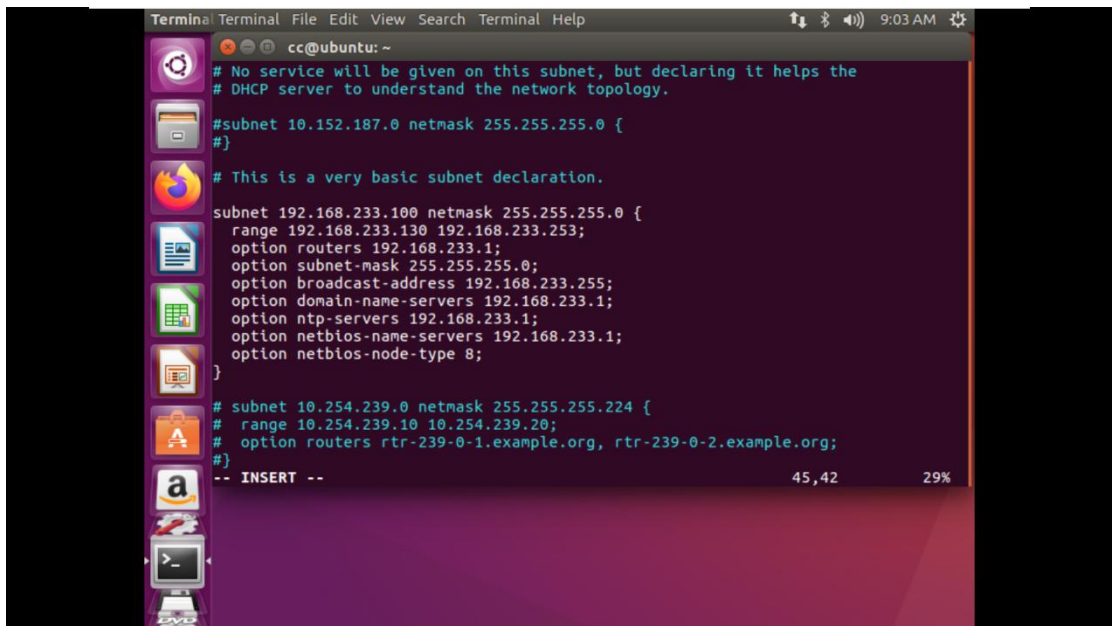 Terminal Terminal File Edit View Search Terminal Help 9:03 AM
cc@ubuntu: ~
# No service will be given on this subnet, but declaring it helps the
# DHCP server to understand the network topology.
#subnet 10.152.187.0 netmask 255.255.255.0 {
#}
# This is a very basic subnet declaration.
subnet 192.168.233.100 netmask 255.255.255.0 {
range 192.168.233.130 192.168.233.253;
option routers 192.168.233.1;
option subnet-mask 255.255.255.0;
option broadcast-address 192.168.233.255;
option domain-name-servers 192.168.233.1;
option ntp-servers 192.168.233.1;
option netbios-name-servers 192.168.233.1;
option netbios-node-type 8;
}
# subnet 10.254.239.0 netmask 255.255.255.224 {
#  range 10.254.239.10 10.254.239.20;
#  option routers rtr-239-0-1.example.org, rtr-239-0-2.example.org;
#}
-- INSERT -- 45,42 29%
A
a
>_
DVD